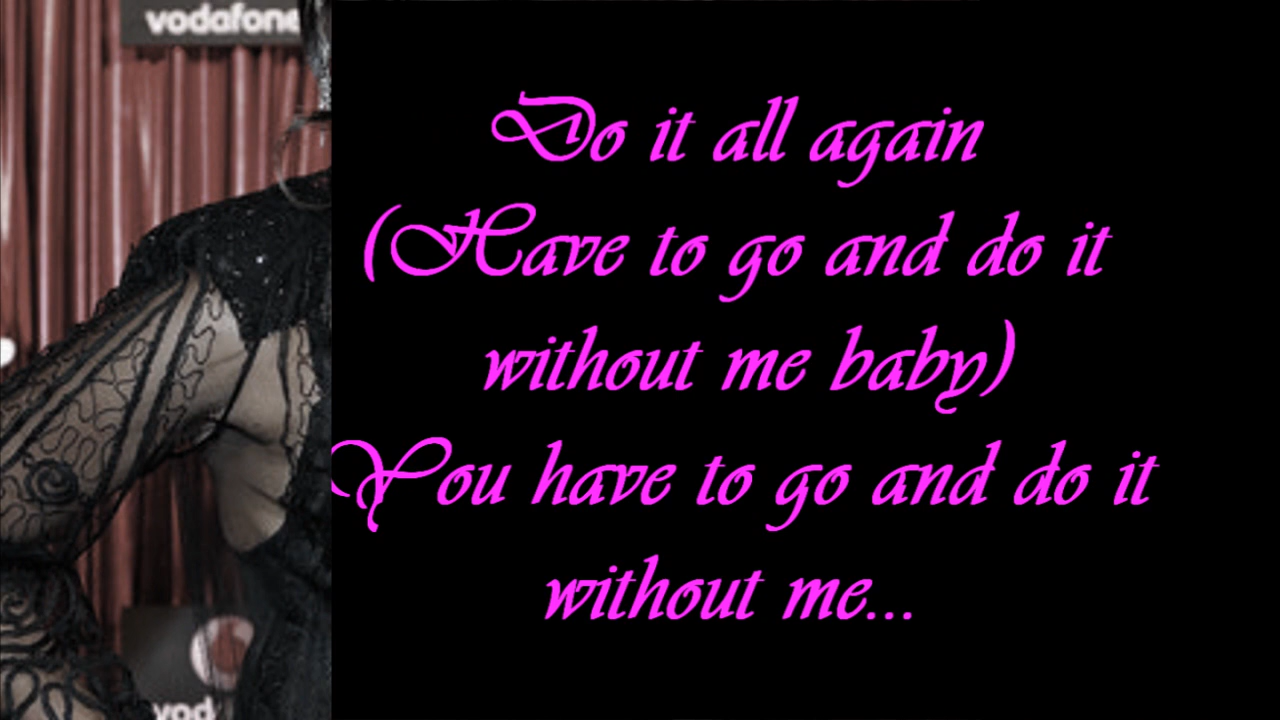 vodafone
Do it all again
(Have to go and do it
without me baby)
You have to go and do it
without me...
vod